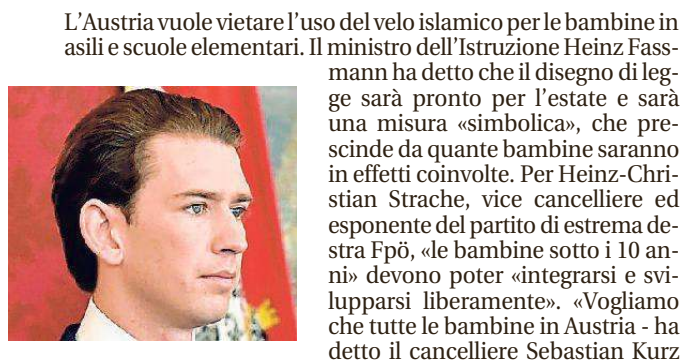 L'Austria vuole vietare l'uso del velo islamico per le bambine in
asili e scuole elementari. Il ministro dell'Istruzione Heinz Fass-
mann ha detto che il disegno di leg-
ge sarà pronto per l'estate e sarà
una misura «simbolica», che pre-
scinde da quante bambine saranno
in effetti coinvolte. Per Heinz-Chri-
stian Strache, vice cancelliere ed
esponente del partito di estrema de-
stra Fpö, «le bambine sotto i 10 an-
ni» devono poter «integrarsi e svi-
lupparsi liberamente». «Vogliamo
che tutte le bambine in Austria - ha
detto il cancelliere Sebastian Kurz